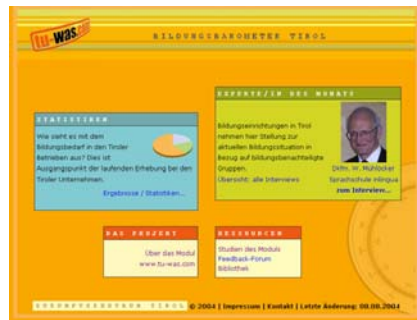 tu-was.com
BILDUNGSBAROMETER TIROL
STATISTIKEN
Wie sieht es mit dem
Bildungsbedarf in den Tiroler
Betrieben aus? Dies ist
Ausgangspunkt der laufenden Erhebung bei den
Tiroler Unternehmen.
Ergebnisse / Statistiken...
EXPERTE/IN DES MONATS
Bildungseinrichtungen in Tirol
nehmen hier Stellung zur
aktuellen Bildungssituation in
Bezug auf bildungsbenachteiligte
Gruppen.
Übersicht: alle Interviews
Dir. W. Mühlocker
Sprachschule inlingua
zum Interview...
DAS PROJEKT
Über das Modul
www.tu-was.com
RESSOURCEN
Studien des Moduls
Feedback-Forum
Bibliothek
ZUKUNFTSZENTRUM TIROL © 2004 | Impressum | Kontakt | Letzte Änderung: 08.08.2004